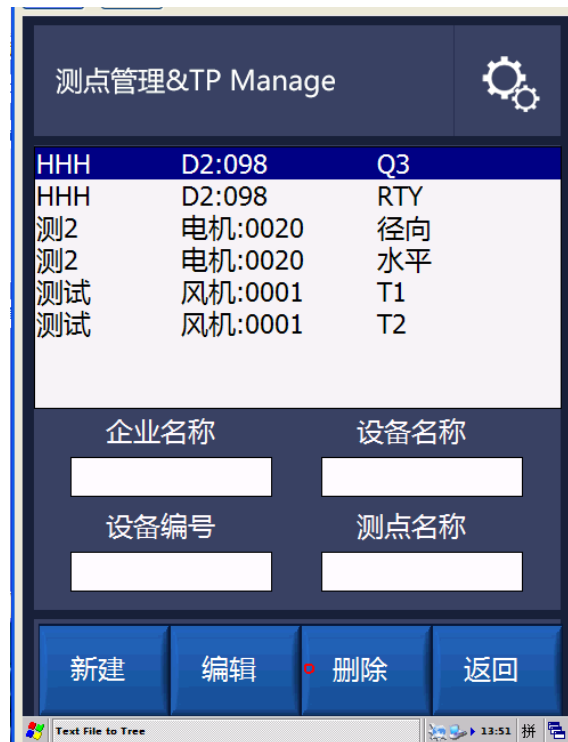 测点管理&TP Manage
HHH D2:098 Q3
HHH D2:098 RTY
测2 电机:0020 径向
测2 电机:0020 水平
测试 风机:0001 T1
测试 风机:0001 T2
企业名称 设备名称
设备编号 测点名称
新建 编辑 删除 返回
Text File to Tree 13:51 拼